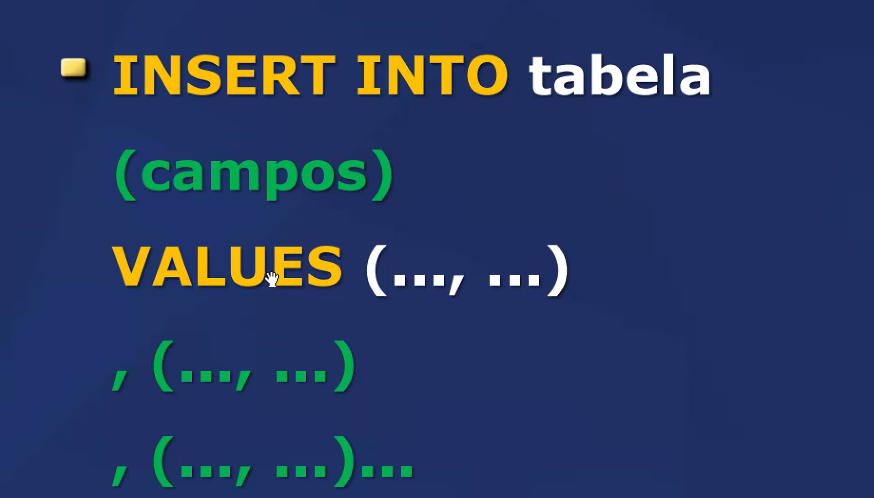 INSERT INTO tabela
(campos)
VALUES (..., ...)
, (..., ...)
, (..., ...)...